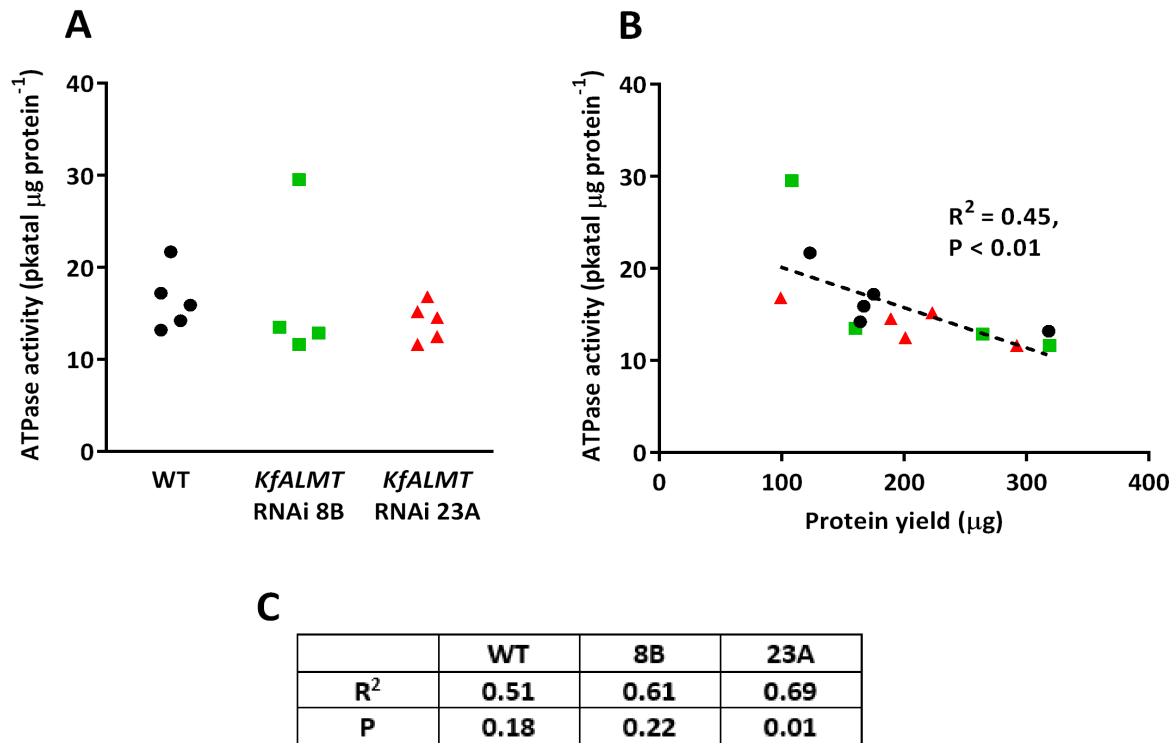 A
ATPase activity (pkatal μg protein⁻¹)
40
30
20
10
0
WT
KfALMT
RNAi 8B
KfALMT
RNAi 23A
B
ATPase activity (pkatal μg protein⁻¹)
40
30
20
10
0
R² = 0.45,
P < 0.01
0 100 200 300 400
Protein yield (μg)
C
WT 8B 23A
R² 0.51 0.61 0.69
P 0.18 0.22 0.01